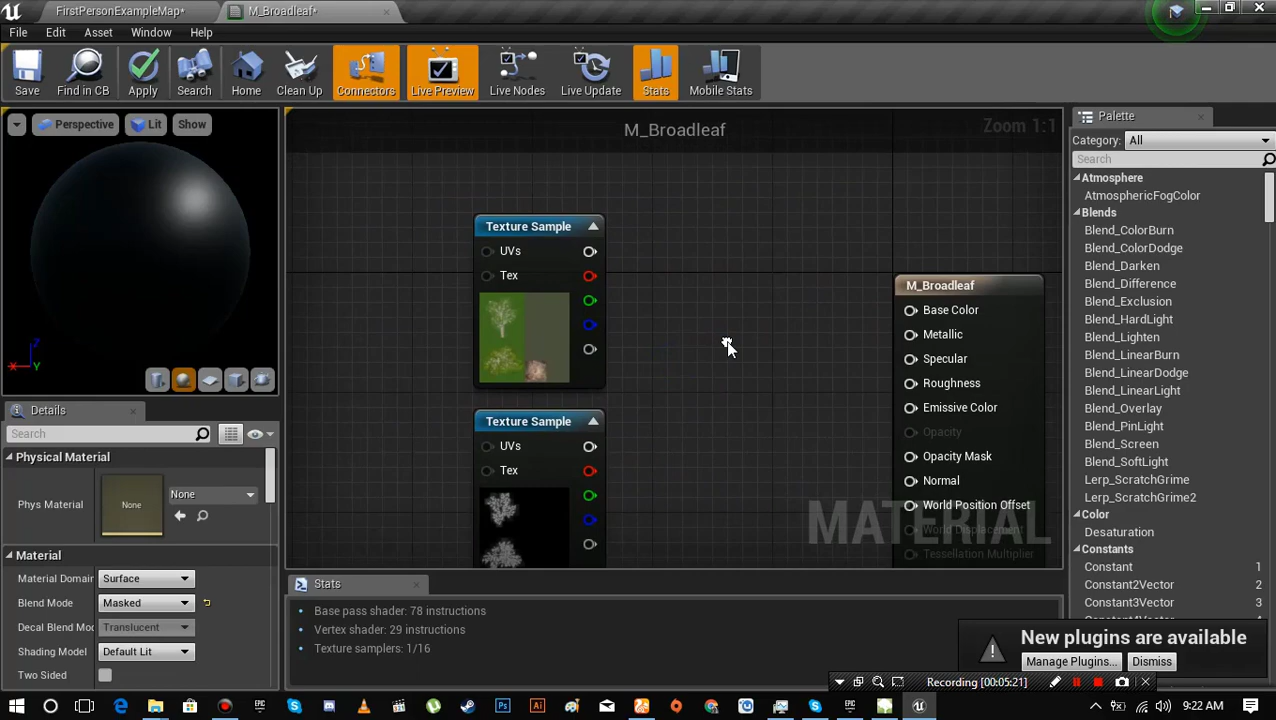 FirstPersonExampleMap*
M_Broadleaf*
File Edit Asset Window Help
Save Find in CB Apply Search Home Clean Up Connectors Live Preview Live Nodes Live Update Stats Mobile Stats
Perspective Lit Show
M_Broadleaf
Zoom 1:1
Palette
Category: All
Search
Atmosphere
AtmosphericFogColor
Blends
Blend_ColorBurn
Blend_ColorDodge
Blend_Darken
Blend_Difference
Blend_Exclusion
Blend_HardLight
Blend_Lighten
Blend_LinearBurn
Blend_LinearDodge
Blend_LinearLight
Blend_Overlay
Blend_PinLight
Blend_Screen
Blend_SoftLight
Lerp_ScratchGrime
Lerp_ScratchGrime2
Color
Desaturation
Constants
Constant 1
Constant2Vector 2
Constant3Vector 3
Texture Sample
UVs
Tex
Texture Sample
UVs
Tex
M_Broadleaf
Base Color
Metallic
Specular
Roughness
Emissive Color
Opacity
Opacity Mask
Normal
World Position Offset
World Displacement
Tessellation Multiplier
MATERIAL
X Z Y
Details
Search
Physical Material
Phys Material None None
Material
Material Domain Surface
Blend Mode Masked
Decal Blend Mod Translucent
Shading Model Default Lit
Two Sided
Stats
Base pass shader: 78 instructions
Vertex shader: 29 instructions
Texture samplers: 1/16
New plugins are available
Manage Plugins... Dismiss
Recording [00:05:21]
9:22 AM